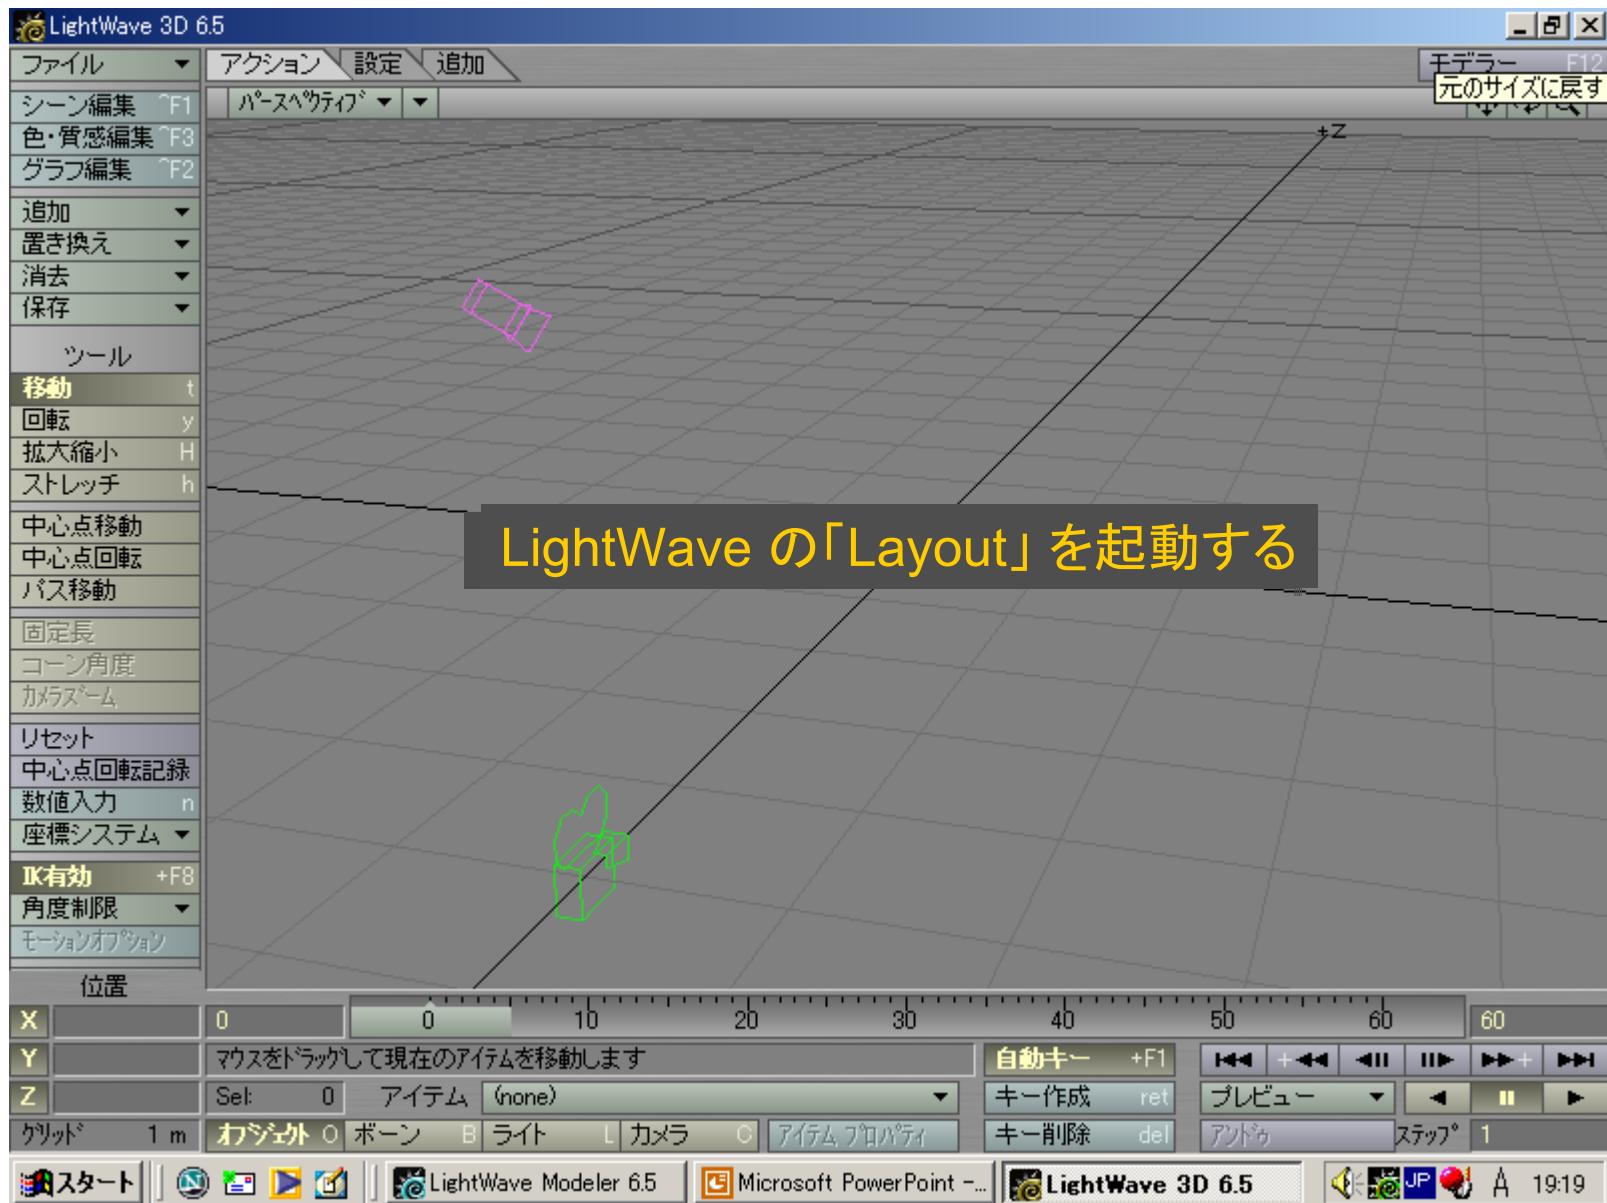 LightWave 3D 6.5
ファイル
アクション 設定 追加
モデラー F12
元のサイズに戻す
シーン編集 ^F1
パースペクティブ
色・質感編集 ^F3
グラフ編集 ^F2
+Z
追加
置き換え
消去
保存
ツール
移動 t
回転 y
拡大縮小 H
ストレッチ h
中心点移動
中心点回転
パス移動
LightWave の「Layout」を起動する
固定長
コーン角度
カメラズーム
リセット
中心点回転記録
数値入力 n
座標システム
IK有効 +F8
角度制限
モーションオプション
位置
X 0 0 10 20 30 40 50 60 60
Y マウスをドラッグして現在のアイテムを移動します 自動キー +F1
Z Sel: 0 アイテム (none) キー作成 ret プレビュー
グリッド 1 m オブジェクト O ボーン B ライト L カメラ C アイテム プロパティ キー削除 del アンドゥ ステップ 1
スタート LightWave Modeler 6.5 Microsoft PowerPoint -... LightWave 3D 6.5 JP A 19:19